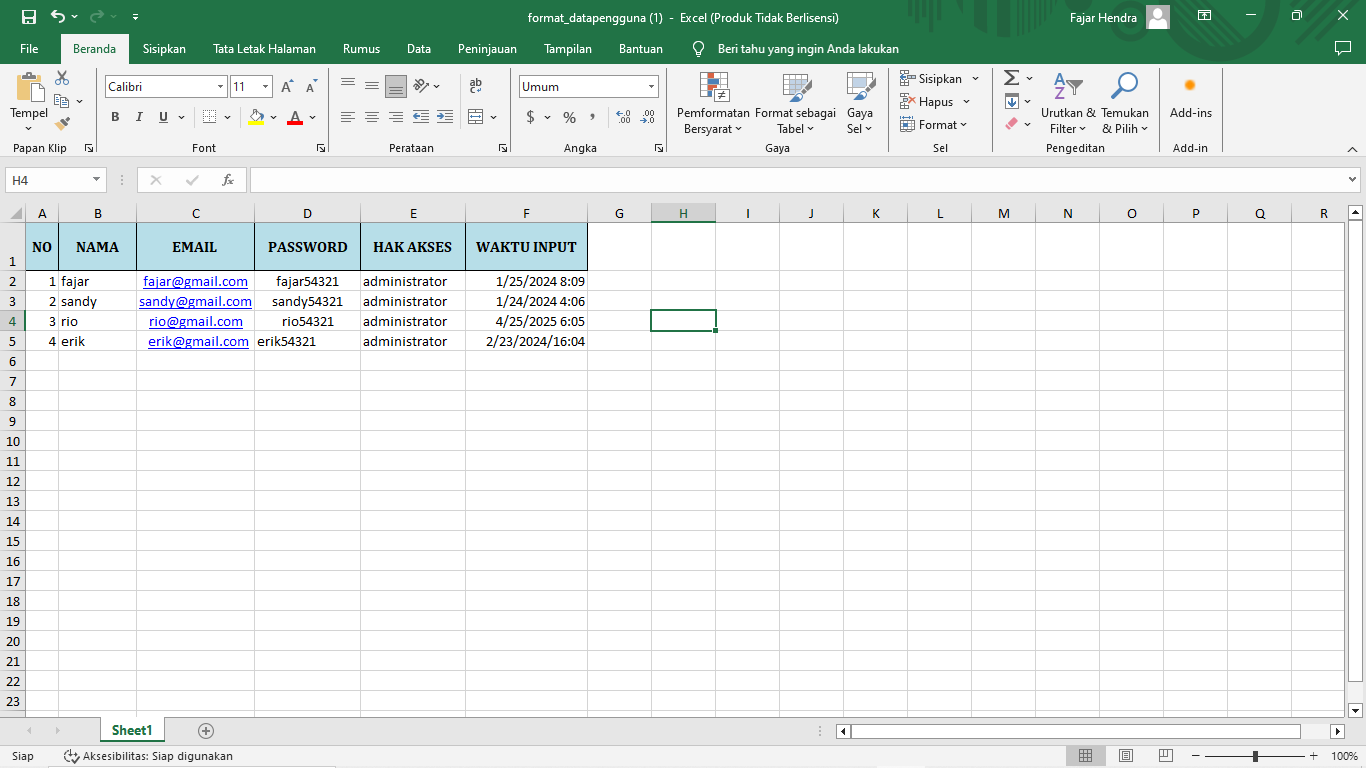 format_datapengguna (1) - Excel (Produk Tidak Berlisensi) Fajar Hendra
File Beranda Sisipkan Tata Letak Halaman Rumus Data Peninjauan Tampilan Bantuan Beri tahu yang ingin Anda lakukan
Tempel
Papan Klip
Calibri 11
B I U A
Font
ab
Perataan
Umum
$ % ,
Angka
Pemformatan Bersyarat
Format sebagai Tabel
Gaya Sel
Gaya
Sisipkan
Hapus
Format
Sel
Urutkan & Filter
Temukan & Pilih
Pengeditan
Add-ins
Add-in
H4 fx
A B C D E F G H I J K L M N O P Q R
1 NO NAMA EMAIL PASSWORD HAK AKSES WAKTU INPUT
2 1 fajar fajar@gmail.com fajar54321 administrator 1/25/2024 8:09
3 2 sandy sandy@gmail.com sandy54321 administrator 1/24/2024 4:06
4 3 rio rio@gmail.com rio54321 administrator 4/25/2025 6:05
5 4 erik erik@gmail.com erik54321 administrator 2/23/2024/16:04
6
7
8
9
10
11
12
13
14
15
16
17
18
19
20
21
22
23
Sheet1
Siap Aksesibilitas: Siap digunakan 100%